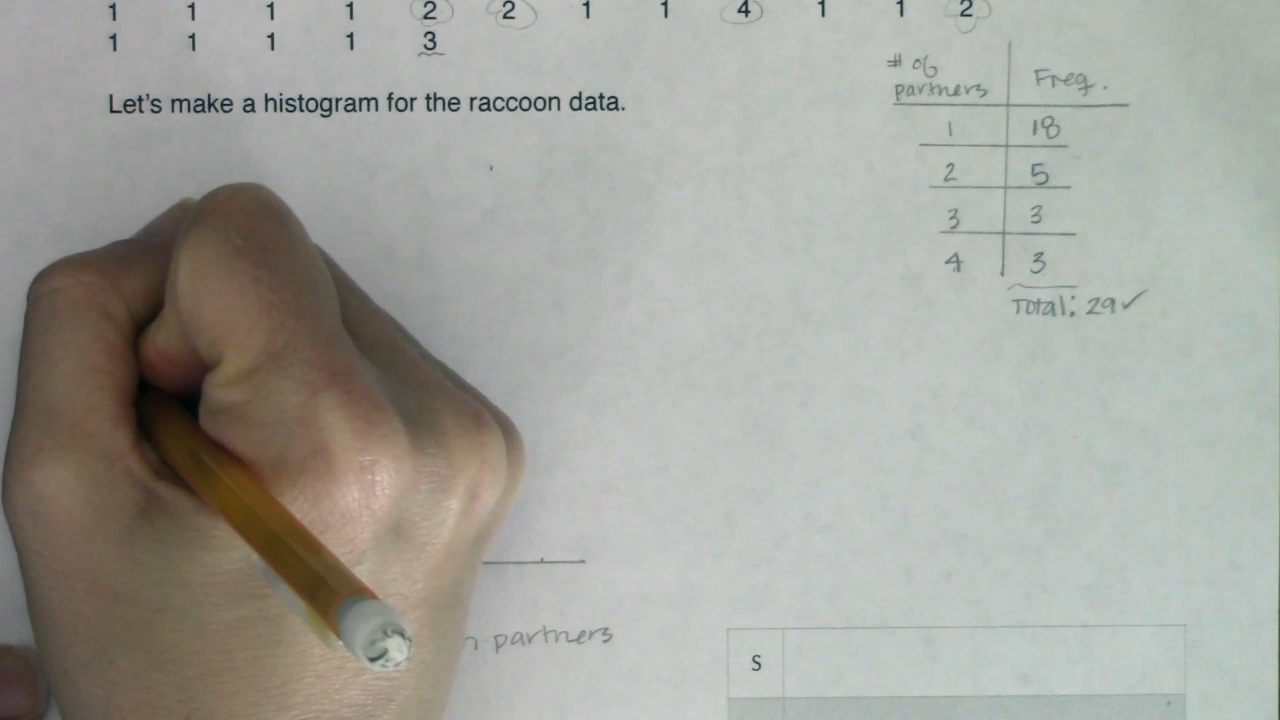 1 1 1 1 2 2 1 1 4 1 1 2
1 1 1 1 3
Let's make a histogram for the raccoon data.
# of partners Freq.
1 18
2 5
3 3
4 3
Total: 29 ✓
partners
S